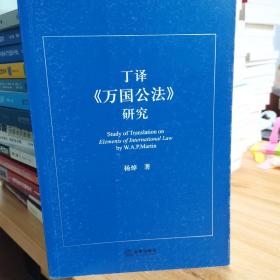 丁译
《万国公法》
研究
Study of Translation on
Elements of International Law
by W.A.P.Martin
杨焯 著